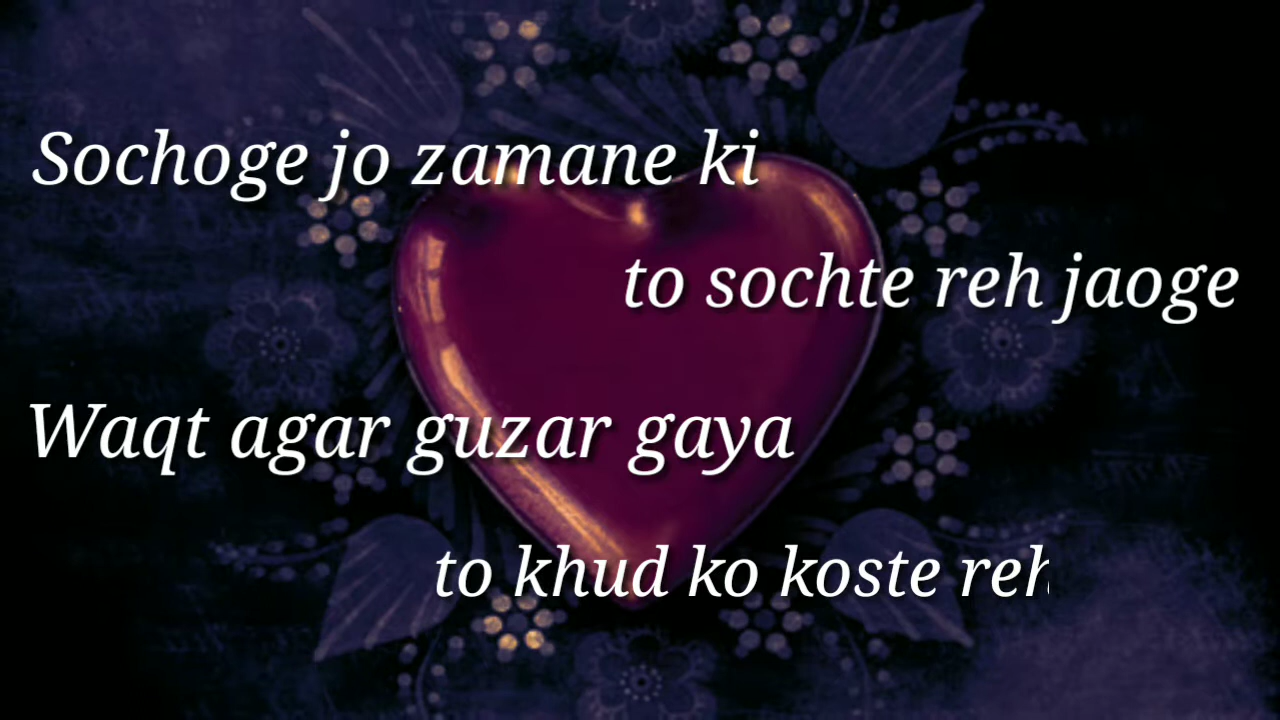 Sochoge jo zamane ki
to sochte reh jaoge
Waqt agar guzar gaya
to khud ko koste reh